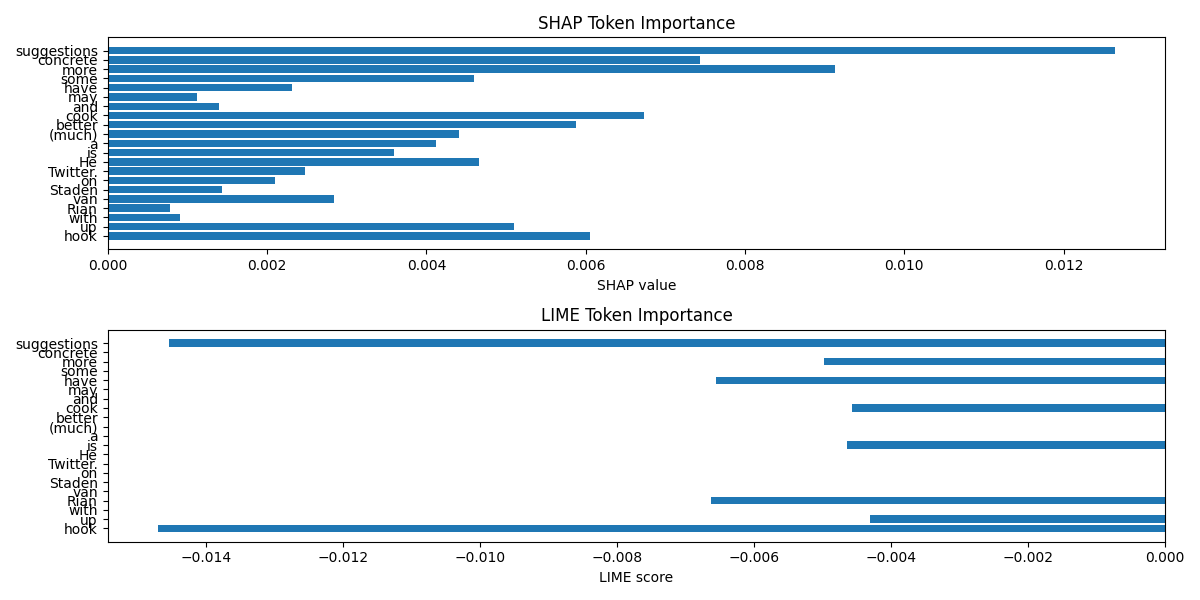 SHAP Token Importance
suggestions
concrete
more
some
have
may
and
cook
better
(much)
a
is
He
Twitter.
on
Staden
van
Rian
with
up
hook
0.000 0.002 0.004 0.006 0.008 0.010 0.012
SHAP value
LIME Token Importance
suggestions
concrete
more
some
have
may
and
cook
better
(much)
a
is
He
Twitter.
on
Staden
van
Rian
with
up
hook
−0.014 −0.012 −0.010 −0.008 −0.006 −0.004 −0.002 0.000
LIME score